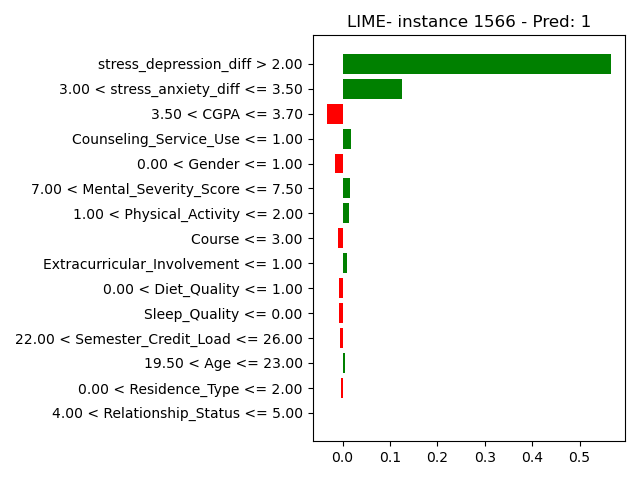 LIME- instance 1566 - Pred: 1
stress_depression_diff > 2.00
3.00 < stress_anxiety_diff <= 3.50
3.50 < CGPA <= 3.70
Counseling_Service_Use <= 1.00
0.00 < Gender <= 1.00
7.00 < Mental_Severity_Score <= 7.50
1.00 < Physical_Activity <= 2.00
Course <= 3.00
Extracurricular_Involvement <= 1.00
0.00 < Diet_Quality <= 1.00
Sleep_Quality <= 0.00
22.00 < Semester_Credit_Load <= 26.00
19.50 < Age <= 23.00
0.00 < Residence_Type <= 2.00
4.00 < Relationship_Status <= 5.00
0.0 0.1 0.2 0.3 0.4 0.5